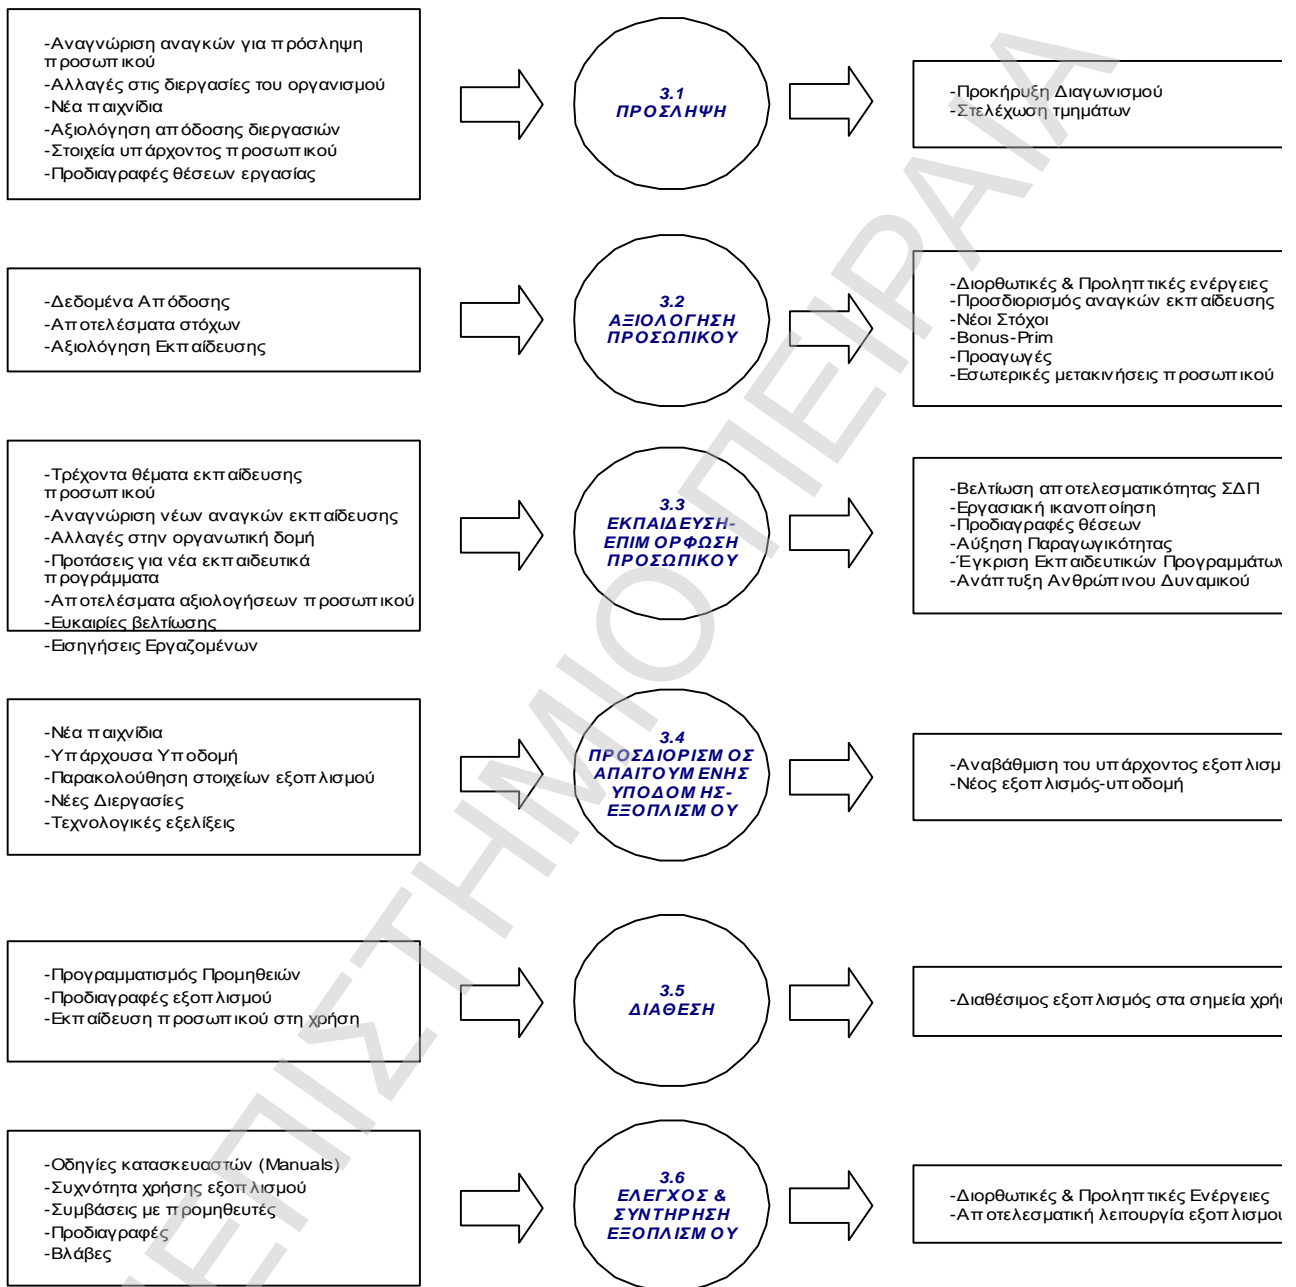 -Αναγνώριση αναγκών για πρόσληψη
προσωπικού
-Αλλαγές στις διεργασίες του οργανισμού
-Νέα παιχνίδια
-Αξιολόγηση απόδοσης διεργασιών
-Στοιχεία υπάρχοντος προσωπικού
-Προδιαγραφές θέσεων εργασίας
3.1
ΠΡΟΣΛΗΨΗ
-Προκήρυξη Διαγωνισμού
-Στελέχωση τμημάτων
-Δεδομένα Απόδοσης
-Αποτελέσματα στόχων
-Αξιολόγηση Εκπαίδευσης
3.2
ΑΞΙΟΛΟΓΗΣΗ
ΠΡΟΣΩΠΙΚΟΥ
-Διορθωτικές & Προληπτικές ενέργειες
-Προσδιορισμός αναγκών εκπαίδευσης
-Νέοι Στόχοι
-Bonus-Prim
-Προαγωγές
-Εσωτερικές μετακινήσεις προσωπικού
-Τρέχοντα θέματα εκπαίδευσης
προσωπικού
-Αναγνώριση νέων αναγκών εκπαίδευσης
-Αλλαγές στην οργανωτική δομή
-Προτάσεις για νέα εκπαιδευτικά
προγράμματα
-Αποτελέσματα αξιολογήσεων προσωπικού
-Ευκαιρίες βελτίωσης
-Εισηγήσεις Εργαζομένων
3.3
ΕΚΠΑΙΔΕΥΣΗ-
ΕΠΙΜΟΡΦΩΣΗ
ΠΡΟΣΩΠΙΚΟΥ
-Βελτίωση αποτελεσματικότητας ΣΔΠ
-Εργασιακή ικανοποίηση
-Προδιαγραφές θέσεων
-Αύξηση Παραγωγικότητας
-Έγκριση Εκπαιδευτικών Προγραμμάτων
-Ανάπτυξη Ανθρώπινου Δυναμικού
-Νέα παιχνίδια
-Υπάρχουσα Υποδομή
-Παρακολούθηση στοιχείων εξοπλισμού
-Νέες Διεργασίες
-Τεχνολογικές εξελίξεις
3.4
ΠΡΟΣΔΙΟΡΙΣΜΟΣ
ΑΠΑΙΤΟΥΜΕΝΗΣ
ΥΠΟΔΟΜΗΣ-
ΕΞΟΠΛΙΣΜΟΥ
-Αναβάθμιση του υπάρχοντος εξοπλισμο
-Νέος εξοπλισμός-υποδομή
-Προγραμματισμός Προμηθειών
-Προδιαγραφές εξοπλισμού
-Εκπαίδευση προσωπικού στη χρήση
3.5
ΔΙΑΘΕΣΗ
-Διαθέσιμος εξοπλισμός στα σημεία χρήσ
-Οδηγίες κατασκευαστών (Manuals)
-Συχνότητα χρήσης εξοπλισμού
-Συμβάσεις με προμηθευτές
-Προδιαγραφές
-Βλάβες
3.6
ΕΛΕΓΧΟΣ &
ΣΥΝΤΗΡΗΣΗ
ΕΞΟΠΛΙΣΜΟΥ
-Διορθωτικές & Προληπτικές Ενέργειες
-Αποτελεσματική λειτουργία εξοπλισμού
ΕΠΙΣΤΗΜΙΟ ΠΕΙΡΑΙΑ